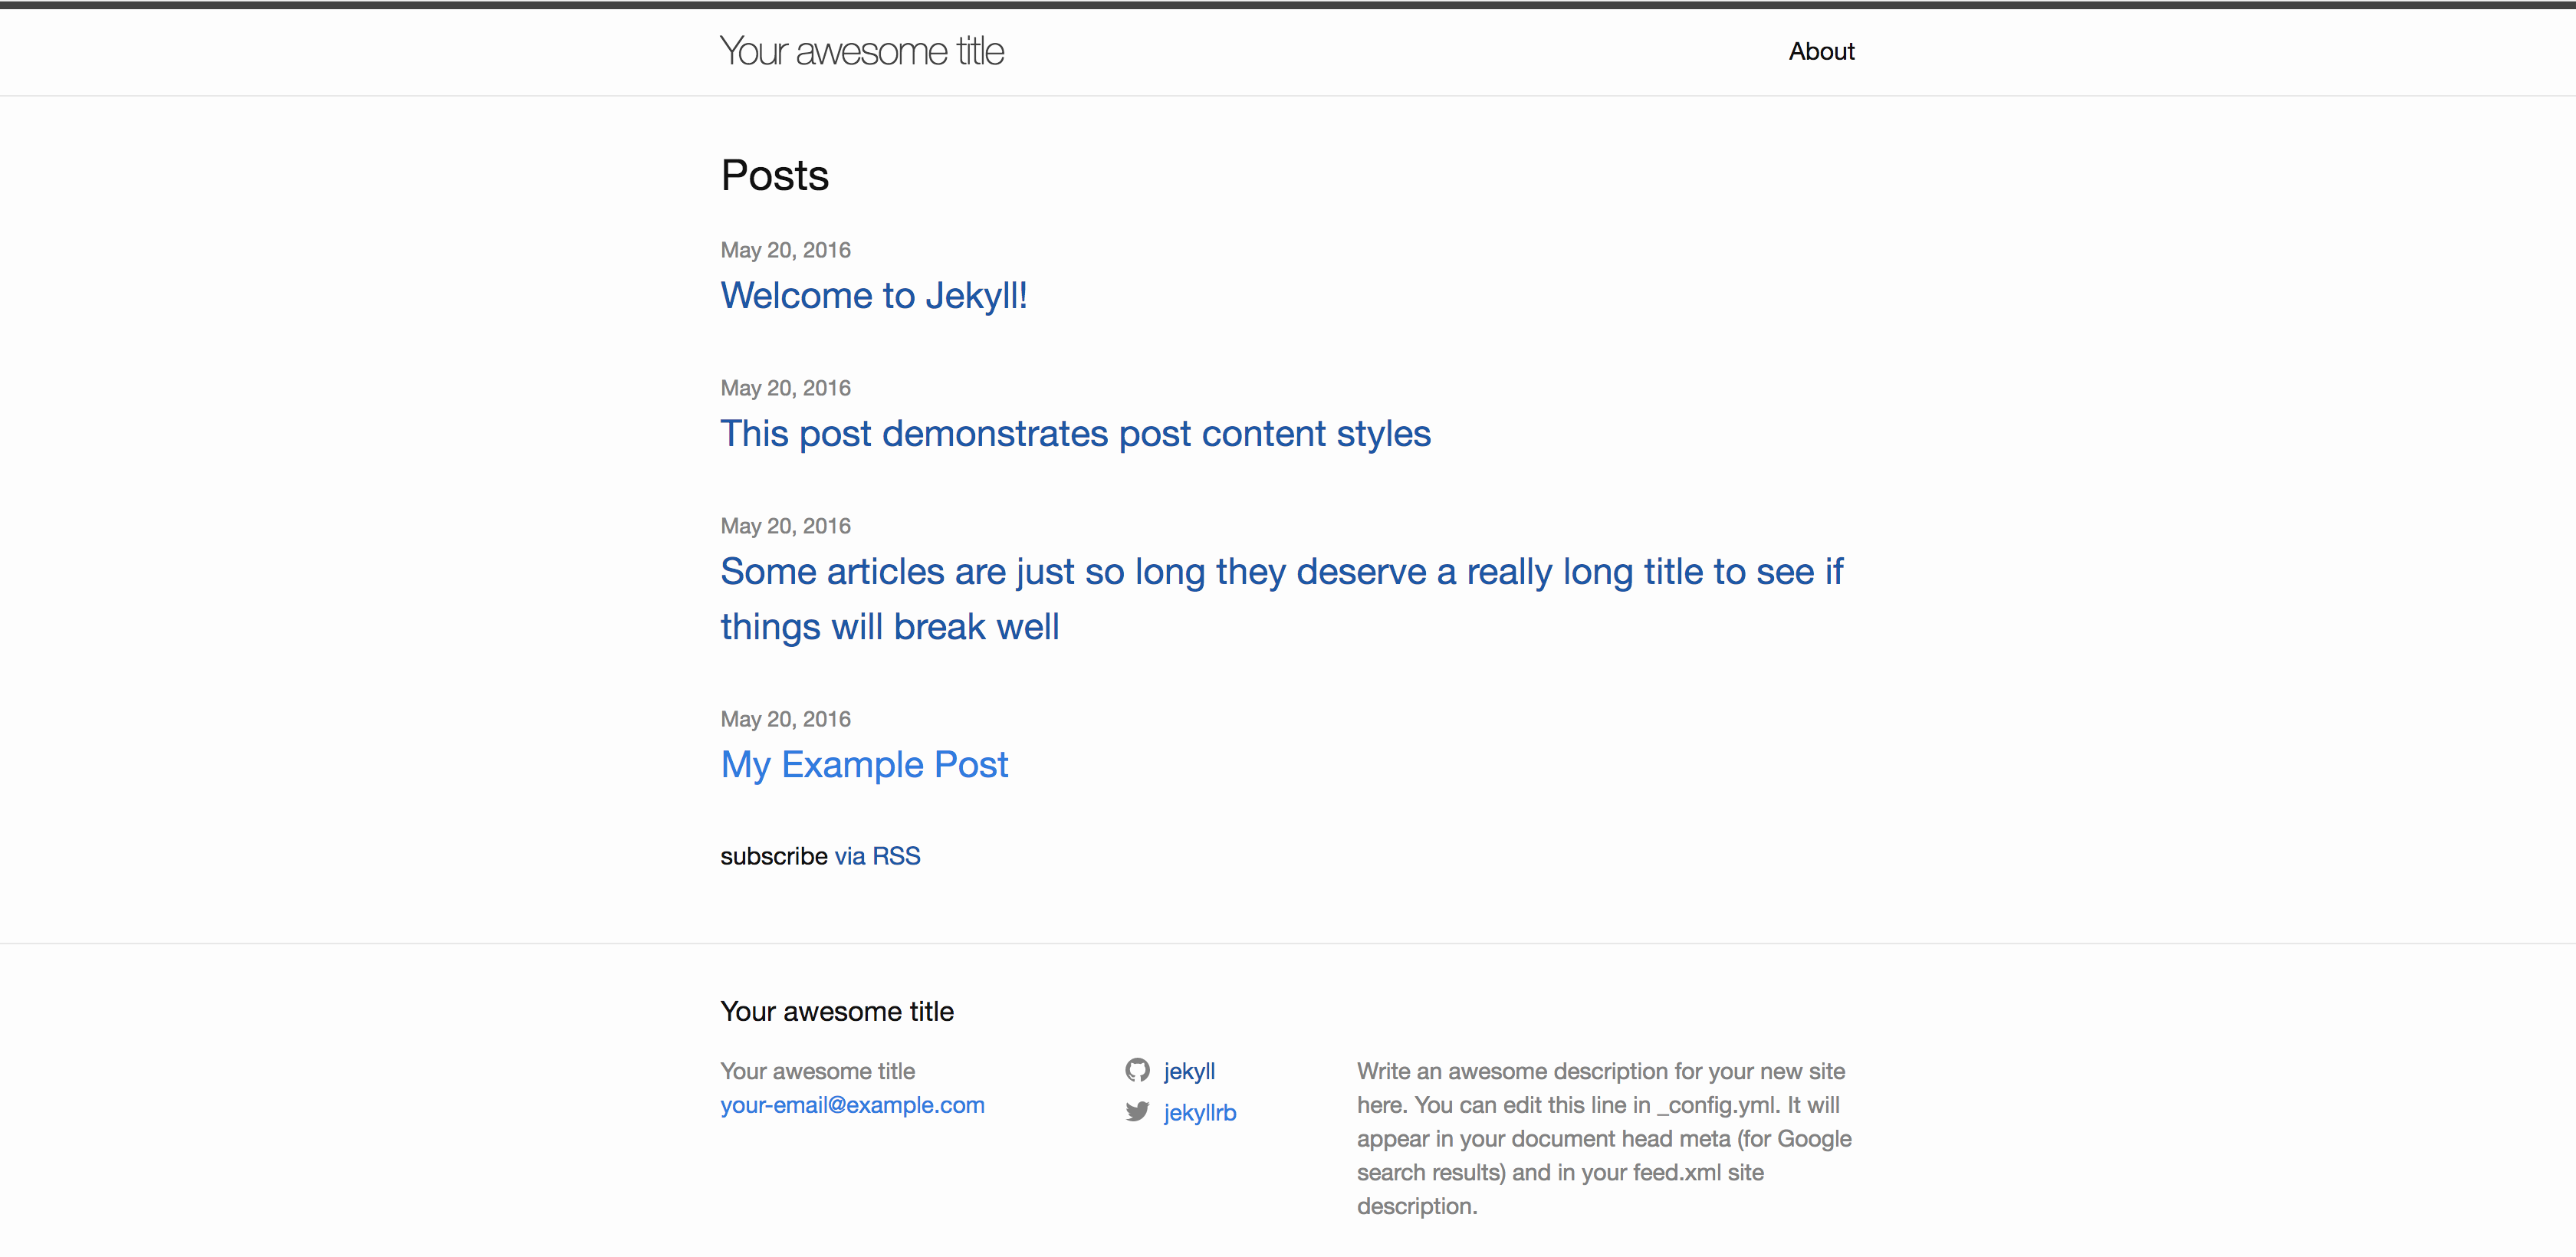 Your awesome title
About
Posts
May 20, 2016
Welcome to Jekyll!
May 20, 2016
This post demonstrates post content styles
May 20, 2016
Some articles are just so long they deserve a really long title to see if
things will break well
May 20, 2016
My Example Post
subscribe via RSS
Your awesome title
Your awesome title
your-email@example.com
jekyll
jekyllrb
Write an awesome description for your new site
here. You can edit this line in _config.yml. It will
appear in your document head meta (for Google
search results) and in your feed.xml site
description.